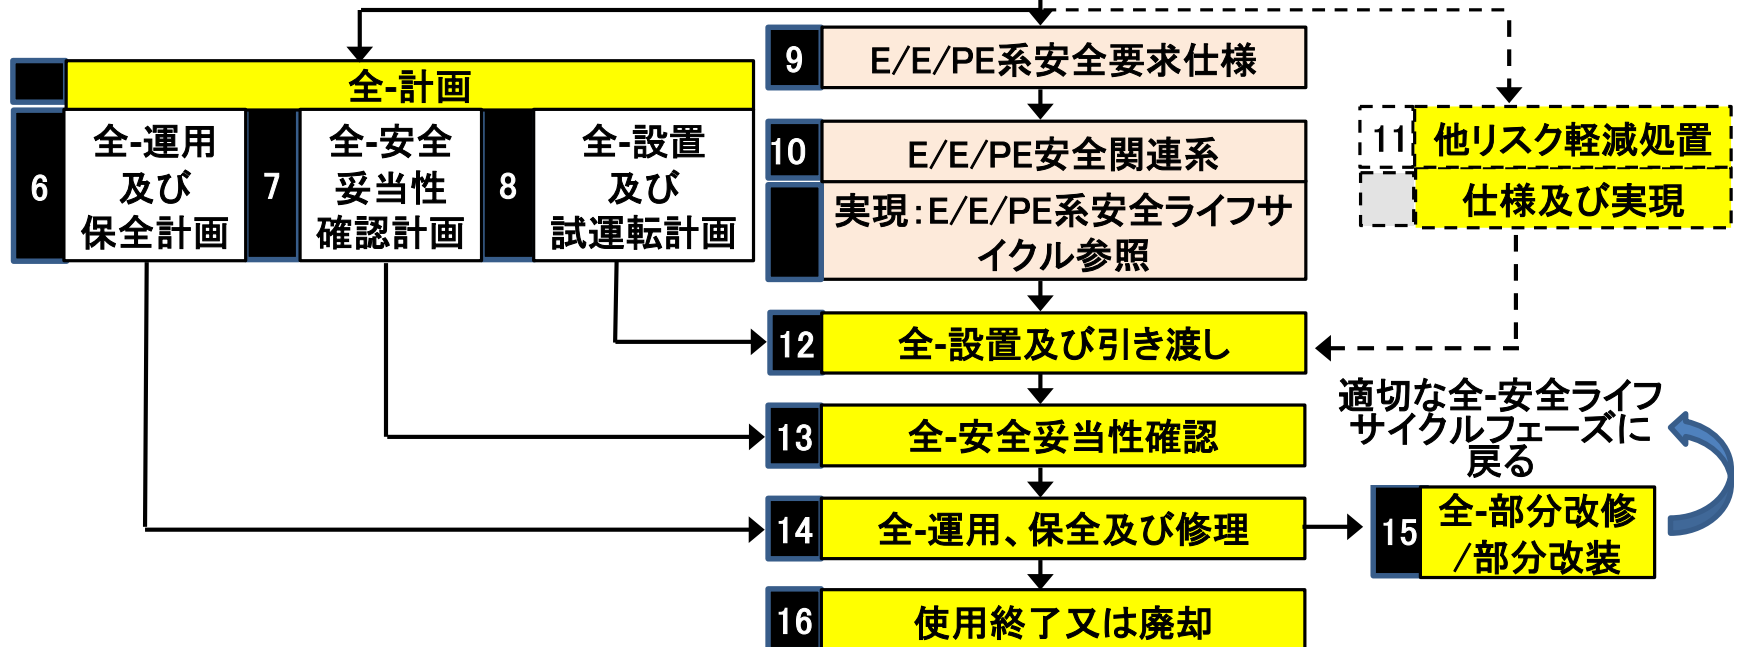 全-計画
6
全-運用
及び
保全計画
7
全-安全
妥当性
確認計画
8
全-設置
及び
試運転計画
9
E/E/PE系安全要求仕様
10
E/E/PE安全関連系
実現:E/E/PE系安全ライフサ
イクル参照
11
他リスク軽減処置
仕様及び実現
12
全-設置及び引き渡し
13
全-安全妥当性確認
14
全-運用、保全及び修理
適切な全-安全ライフ
サイクルフェーズに
戻る
15
全-部分改修
/部分改装
16
使用終了又は廃却